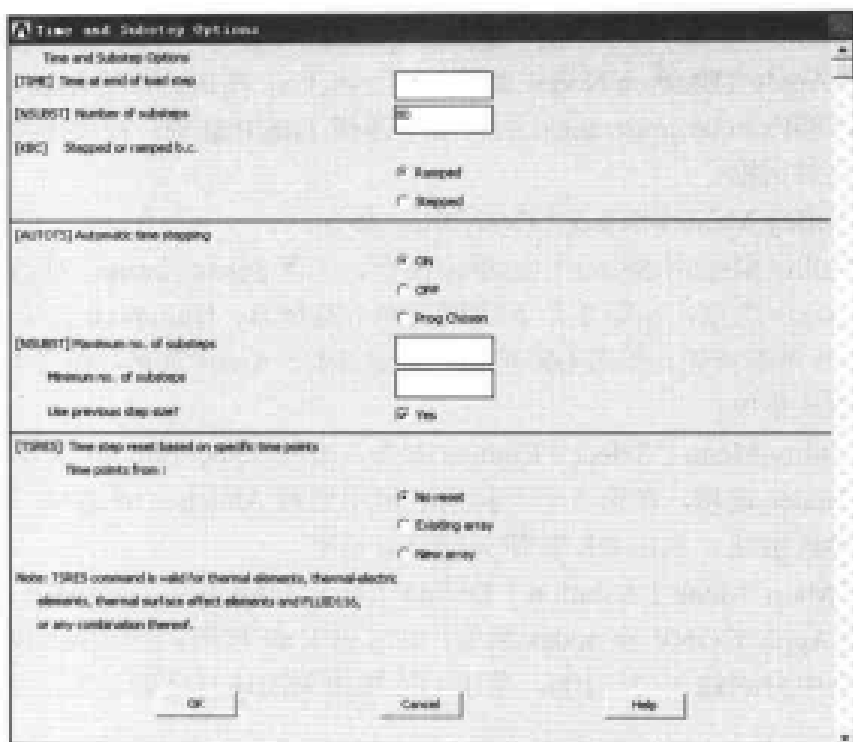 Time and Substep Options
Time and Substep Options
[TIME] Time at end of load step
[NSUBST] Number of substeps
[KBC] Stepped or ramped b.c.
Ramped
Stepped
[AUTOTS] Automatic time stepping
ON
OFF
Prog Chosen
[NSUBST] Maximum no. of substeps
Minimum no. of substeps
Use previous step size?
Yes
[TSRES] Time step reset based on specific time points
Time points from :
No reset
Existing array
New array
Note: TSRES command is valid for thermal elements, thermal-electric
elements, thermal surface effect elements and FLUID116,
or any combination thereof.
OK
Cancel
Help